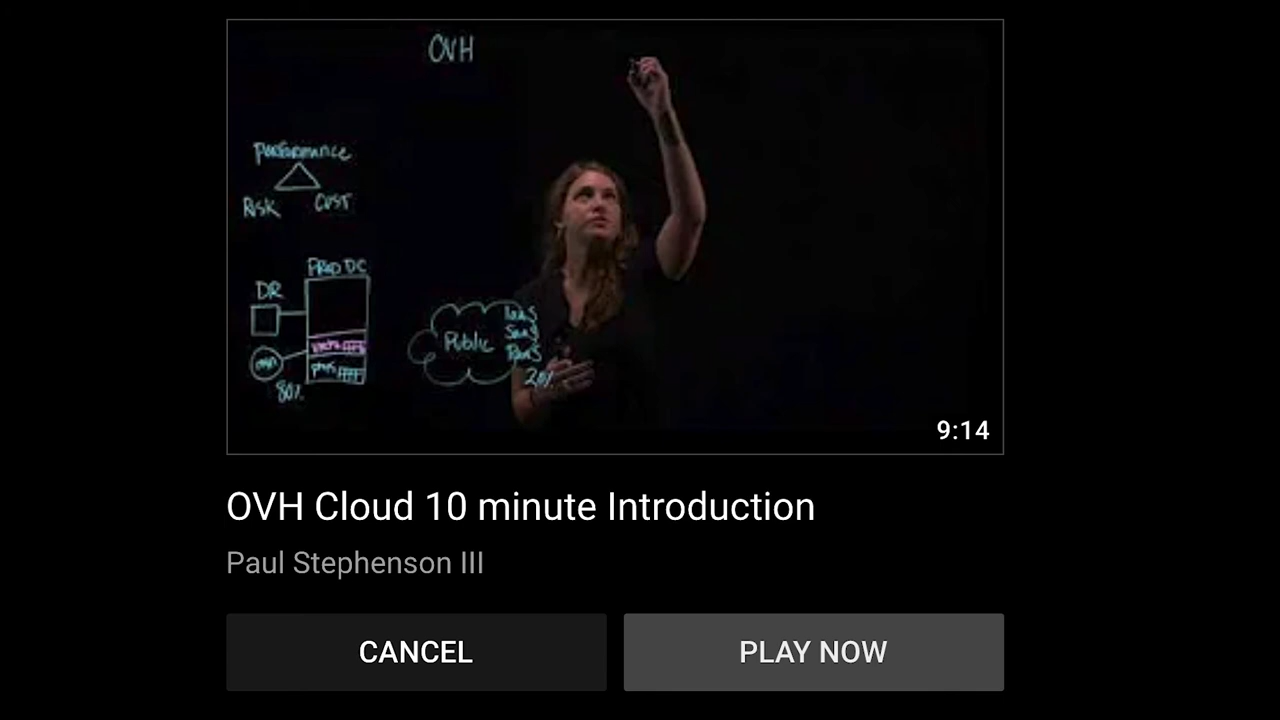 OVH
Performance
Risk
Cost
PROD DC
DR
80%
Public
IaaS
SaaS
PaaS
20%
9:14
OVH Cloud 10 minute Introduction
Paul Stephenson III
CANCEL
PLAY NOW